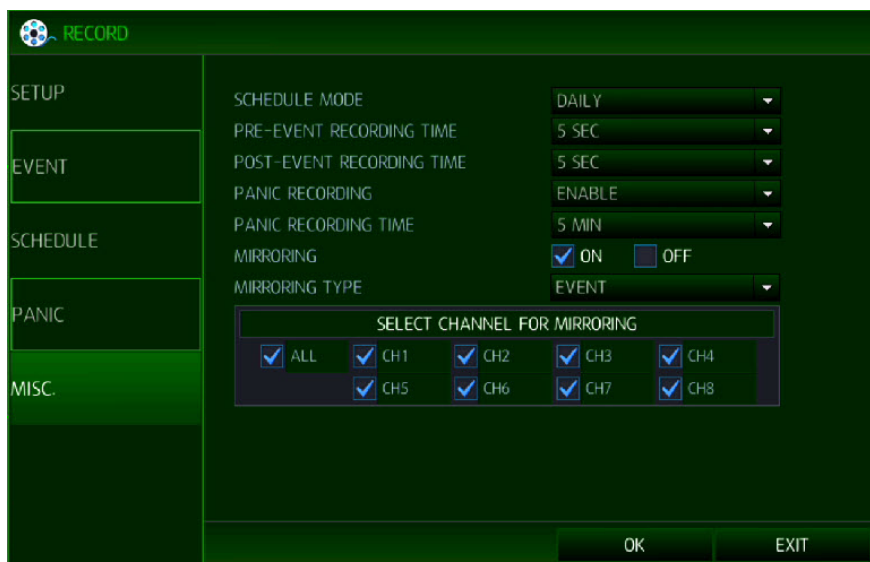 RECORD
SETUP
EVENT
SCHEDULE
PANIC
MISC.
SCHEDULE MODE DAILY
PRE-EVENT RECORDING TIME 5 SEC
POST-EVENT RECORDING TIME 5 SEC
PANIC RECORDING ENABLE
PANIC RECORDING TIME 5 MIN
MIRRORING ON OFF
MIRRORING TYPE EVENT
SELECT CHANNEL FOR MIRRORING
ALL CH1 CH2 CH3 CH4
CH5 CH6 CH7 CH8
OK EXIT